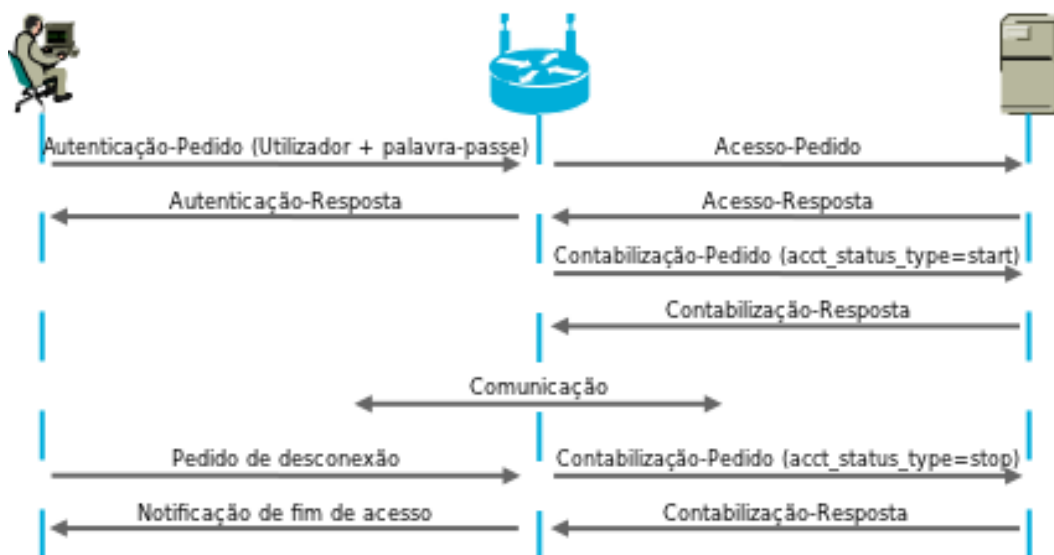 Autenticação-Pedido (Utilizador + palavra-passe)
Acesso-Pedido
Autenticação-Resposta
Acesso-Resposta
Contabilização-Pedido (acct_status_type=start)
Contabilização-Resposta
Comunicação
Pedido de desconexão
Contabilização-Pedido (acct_status_type=stop)
Notificação de fim de acesso
Contabilização-Resposta